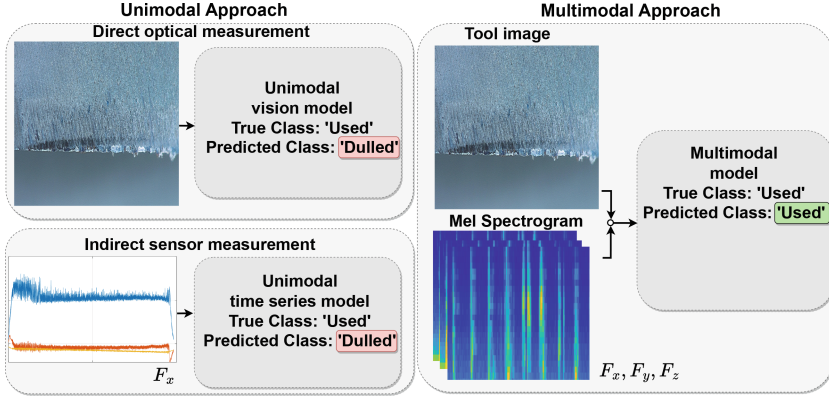 Unimodal Approach
Direct optical measurement
Unimodal
vision model
True Class: 'Used'
Predicted Class: 'Dulled'
Indirect sensor measurement
Unimodal
time series model
True Class: 'Used'
Predicted Class: 'Dulled'
F_x
Multimodal Approach
Tool image
Mel Spectrogram
F_x, F_y, F_z
Multimodal
model
True Class: 'Used'
Predicted Class: 'Used'